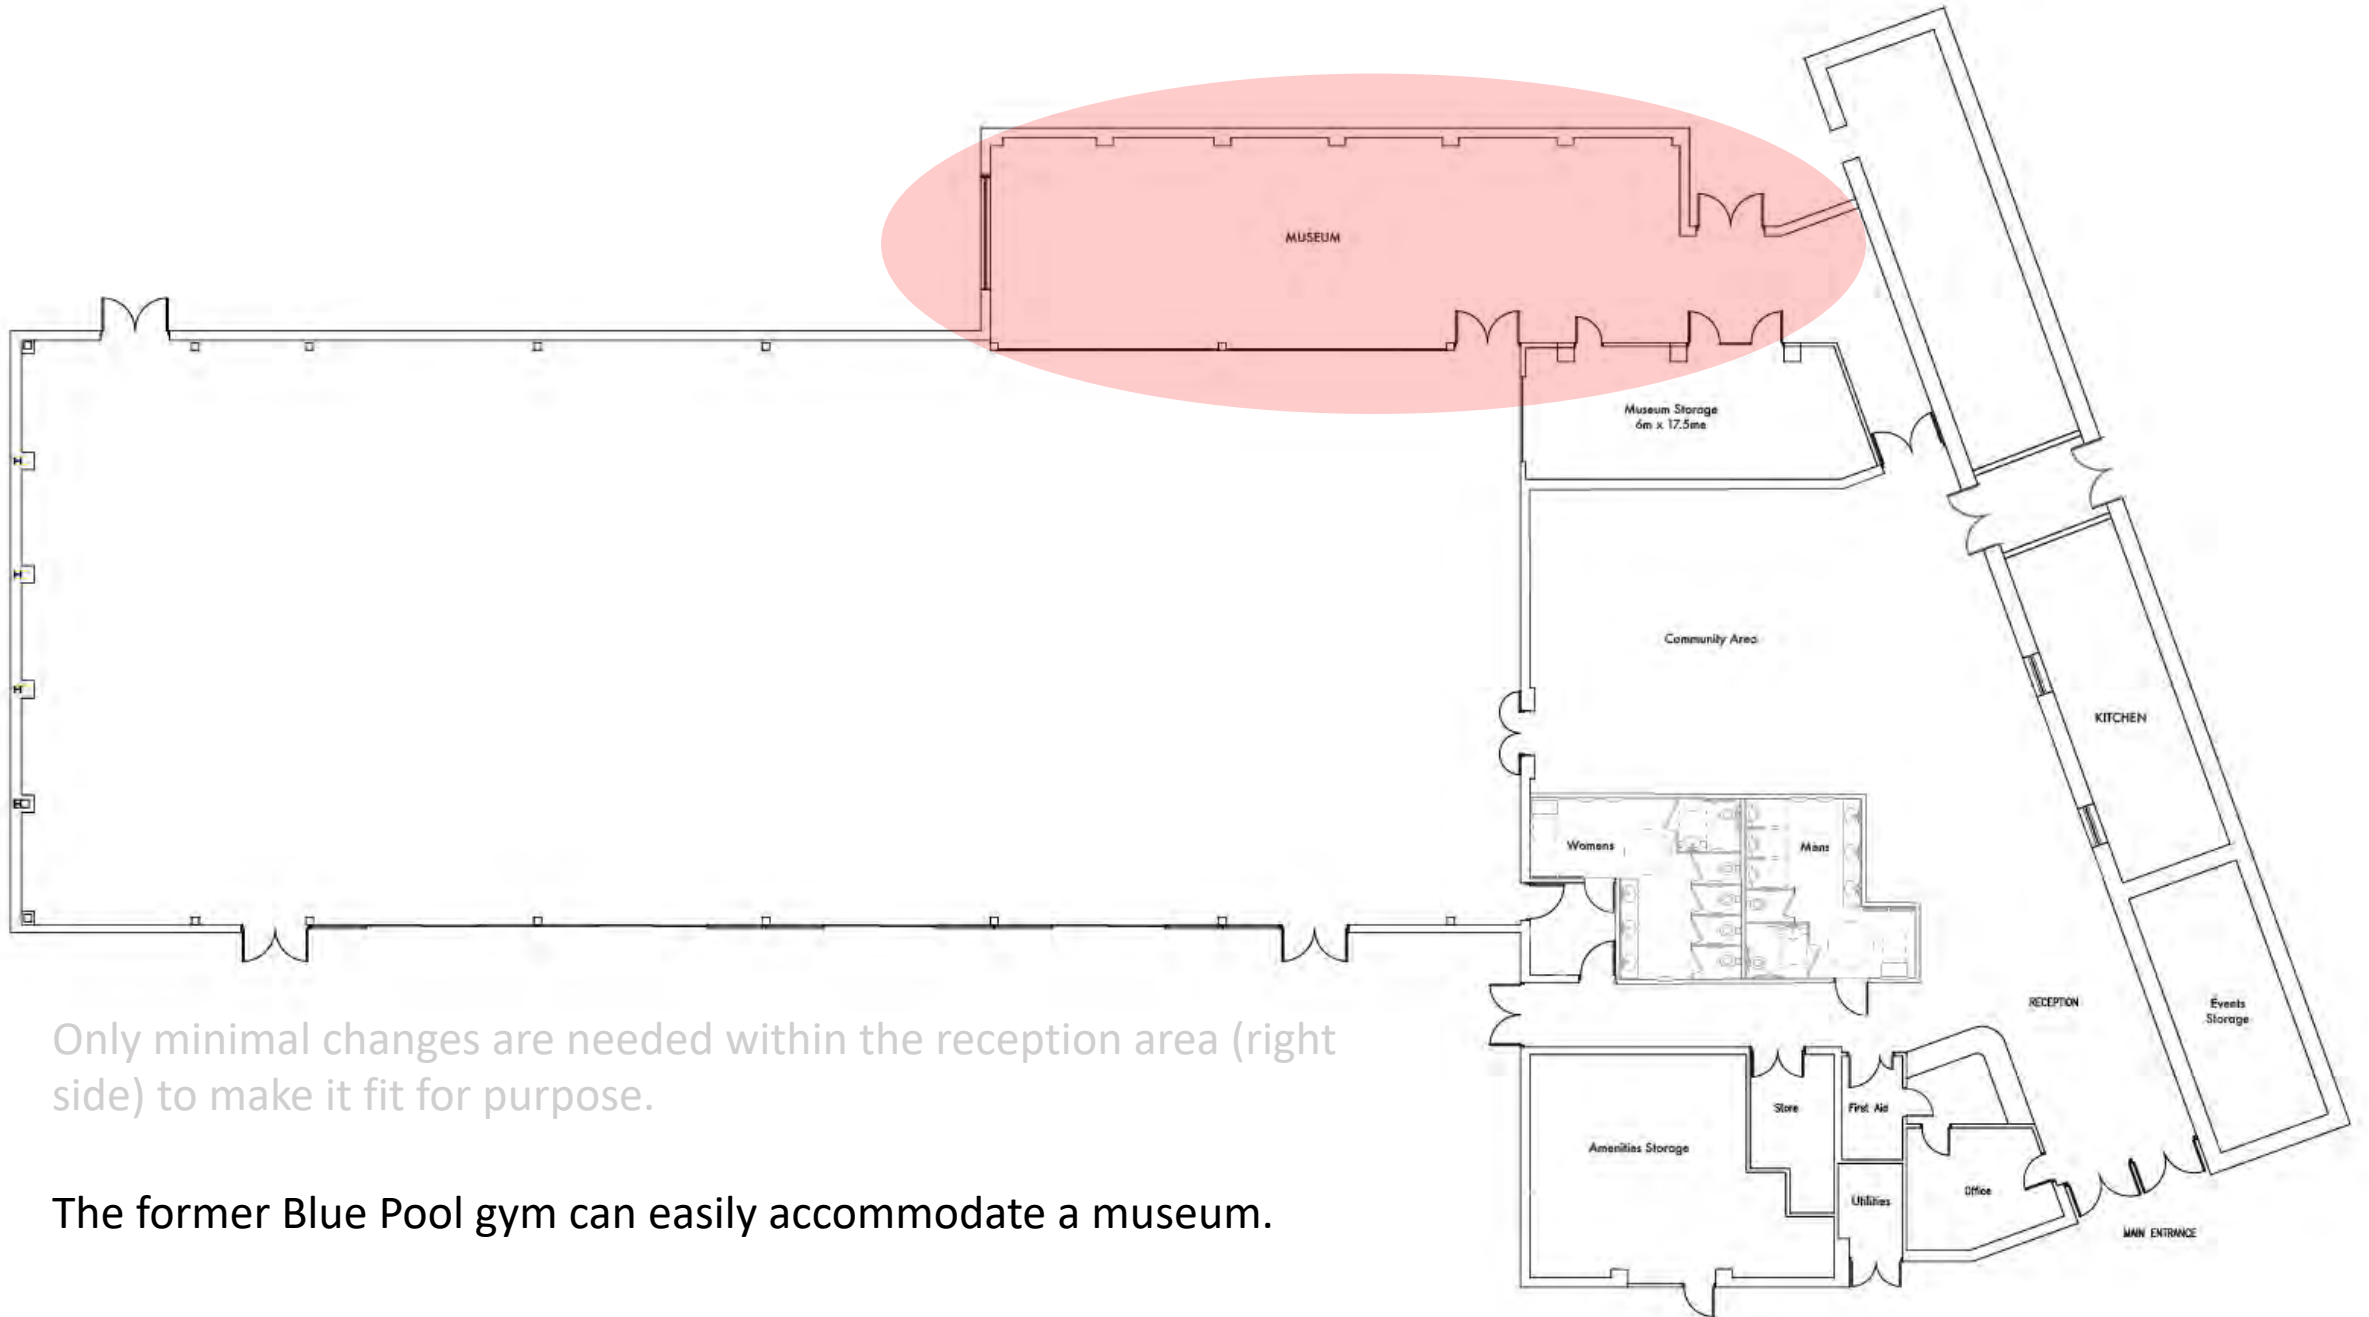 MUSEUM
Museum Storage
6m x 17.5me
Community Area
KITCHEN
Womens
Mens
RECEPTION
Events
Storage
Only minimal changes are needed within the reception area (right
side) to make it fit for purpose.
Store
First Aid
Amenities Storage
Office
Utilities
The former Blue Pool gym can easily accommodate a museum.
MAIN ENTRANCE